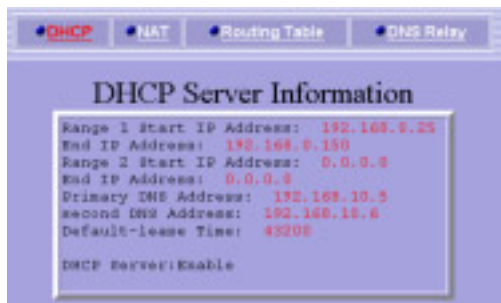 DHCP NAT Routing Table DNS Relay
DHCP Server Information
Range 1 Start IP Address: 192.168.0.25
End IP Address: 192.168.0.150
Range 2 Start IP Address: 0.0.0.0
End IP Address: 0.0.0.0
Primary DNS Address: 192.168.10.5
second DNS Address: 192.168.10.6
Default-lease Time: 43200
DHCP Server:Enable